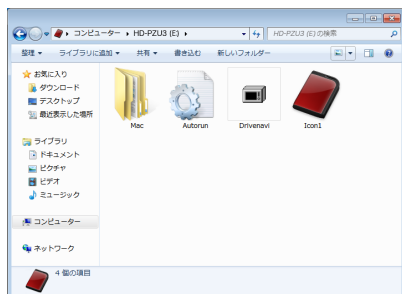 コンピューター ▸ HD-PZU3 (E:) ▸
HD-PZU3 (E:)の検索
整理 ▼ ライブラリに追加 ▼ 共有 ▼ 書き込む 新しいフォルダー
お気に入り
ダウンロード
デスクトップ
最近表示した場所
Mac
Autorun
Drivenavi
Icon1
ライブラリ
ドキュメント
ピクチャ
ビデオ
ミュージック
コンピューター
ネットワーク
4 個の項目